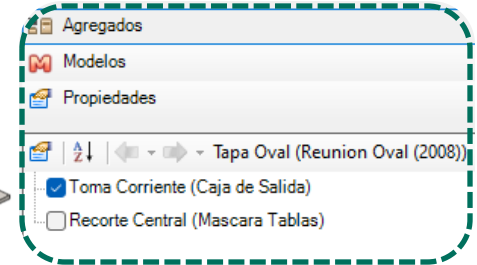 Agregados
Modelos
Propiedades
Tapa Oval (Reunion Oval (2008))
Toma Corriente (Caja de Salida)
Recorte Central (Mascara Tablas)